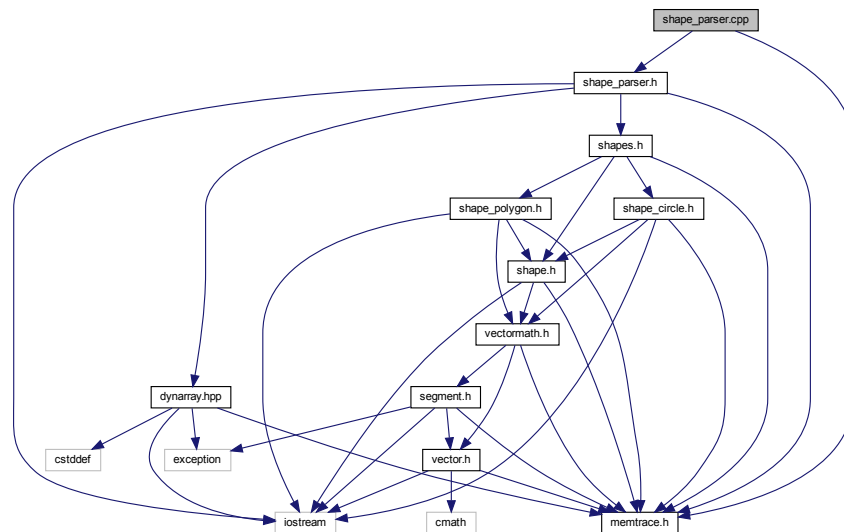 shape_parser.cpp
shape_parser.h
shapes.h
shape_polygon.h
shape_circle.h
shape.h
vectormath.h
dynarray.hpp
segment.h
cstddef
exception
vector.h
iostream
cmath
memtrace.h